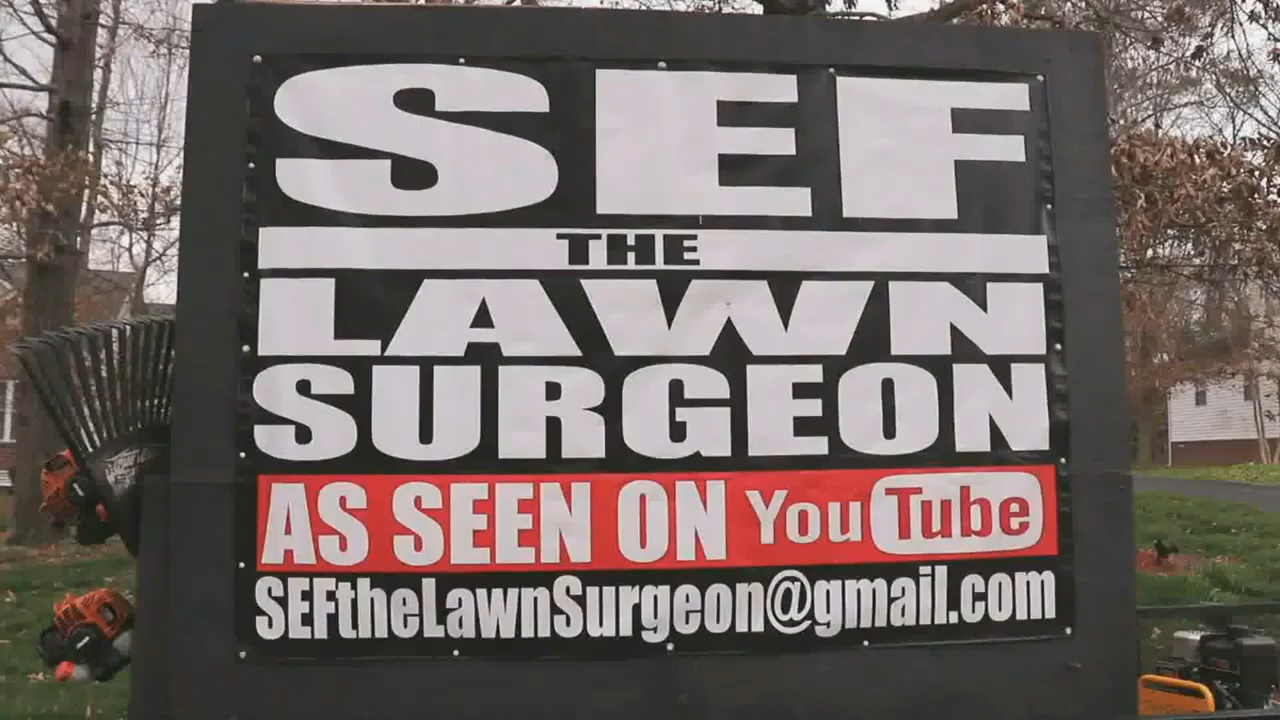 SEF
THE
LAWN
SURGEON
AS SEEN ON YouTube
SEFtheLawnSurgeon@gmail.com